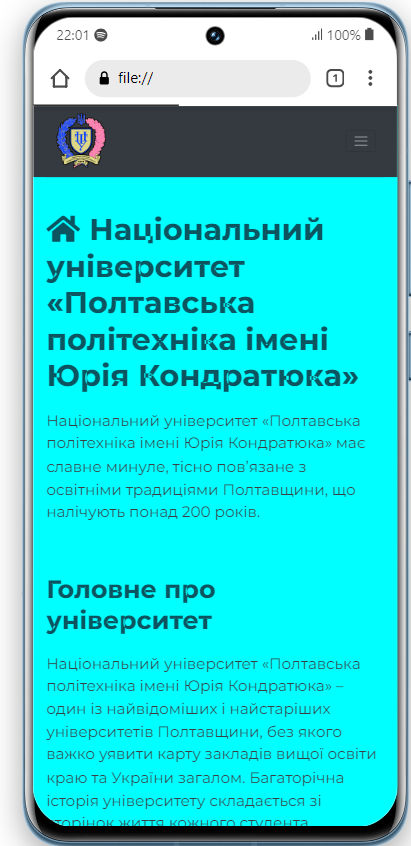 22:01 100%
file:// 1
Національний
університет
«Полтавська
політехніка імені
Юрія Кондратюка»
Національний університет «Полтавська
політехніка імені Юрія Кондратюка» має
славне минуле, тісно пов’язане з
освітніми традиціями Полтавщини, що
налічують понад 200 років.
Головне про
університет
Національний університет «Полтавська
політехніка імені Юрія Кондратюка» –
один із найвідоміших і найстаріших
університетів Полтавщини, без якого
важко уявити карту закладів вищої освіти
краю та України загалом. Багаторічна
історія університету складається зі
сторінок життя кожного студента